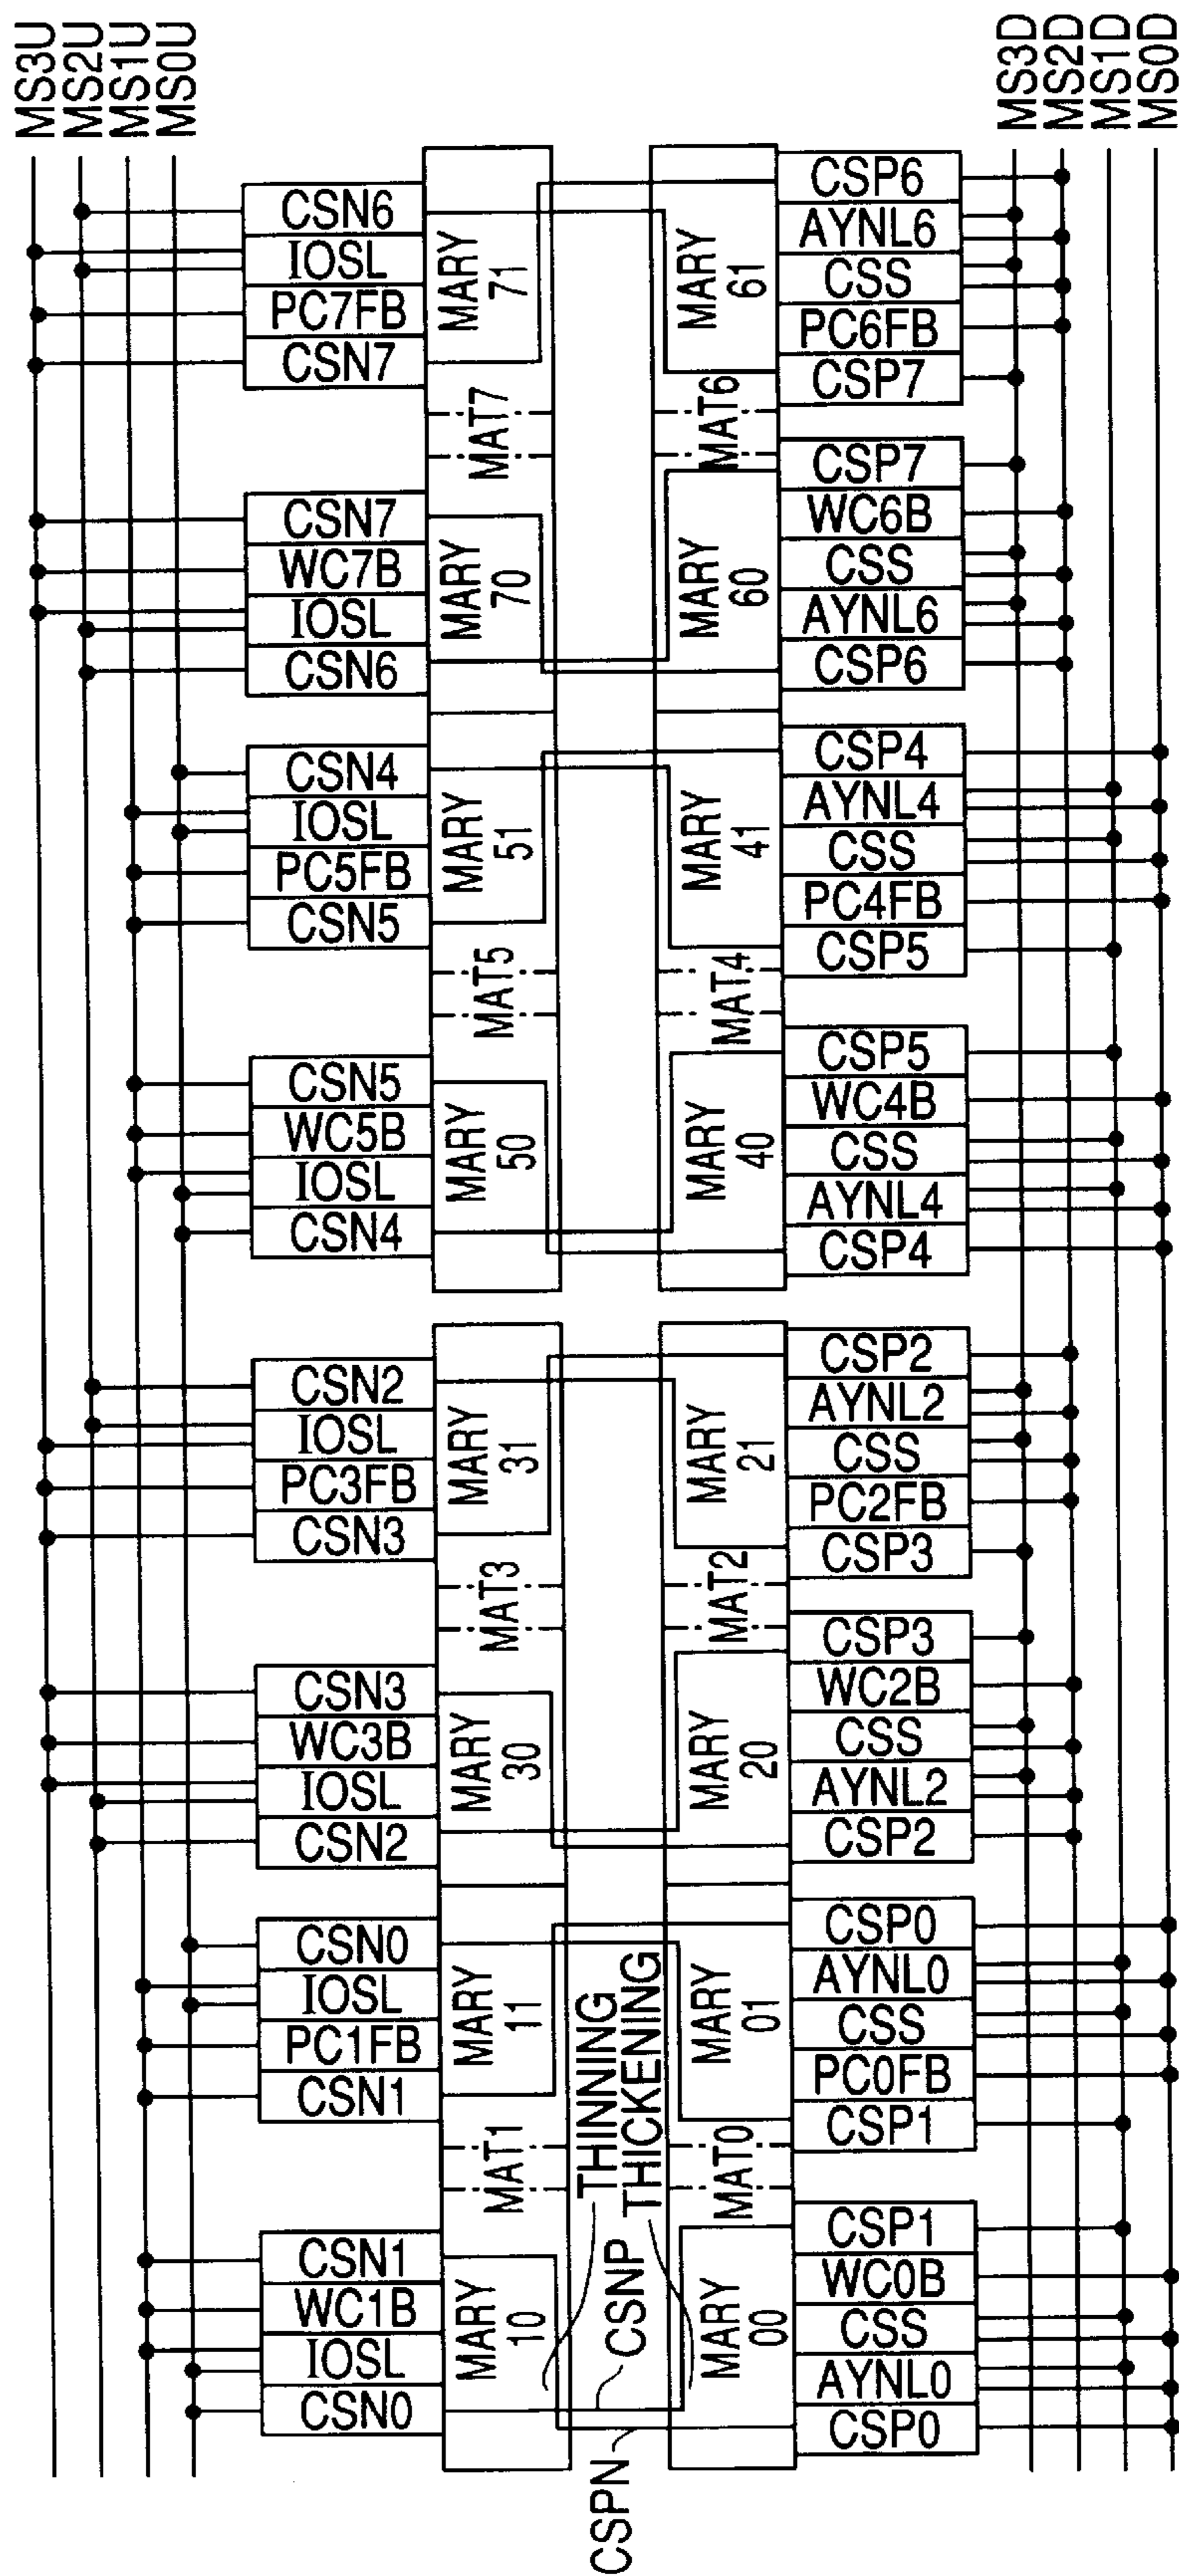 MS3U
MS2U
MS1U
MS0U
CSN6
IOSL
PC7FB
CSN7
CSN7
WC7B
IOSL
CSN6
CSN4
IOSL
PC5FB
CSN5
CSN5
WC5B
IOSL
CSN4
CSN2
IOSL
PC3FB
CSN3
CSN3
WC3B
IOSL
CSN2
CSN0
IOSL
PC1FB
CSN1
CSN1
WC1B
IOSL
CSN0
MARY
71
MAT7
MARY
70
MARY
51
MAT5
MARY
50
MARY
31
MAT3
MARY
30
MARY
11
MAT1
MARY
10
THINNING
THICKENING
CSNP
CSPN
MARY
61
MAT6
MARY
60
MARY
41
MAT4
MARY
40
MARY
21
MAT2
MARY
20
MARY
01
MAT0
MARY
00
CSP6
AYNL6
CSS
PC6FB
CSP7
CSP7
WC6B
CSS
AYNL6
CSP6
CSP4
AYNL4
CSS
PC4FB
CSP5
CSP5
WC4B
CSS
AYNL4
CSP4
CSP2
AYNL2
CSS
PC2FB
CSP3
CSP3
WC2B
CSS
AYNL2
CSP2
CSP0
AYNL0
CSS
PC0FB
CSP1
CSP1
WC0B
CSS
AYNL0
CSP0
MS3D
MS2D
MS1D
MS0D